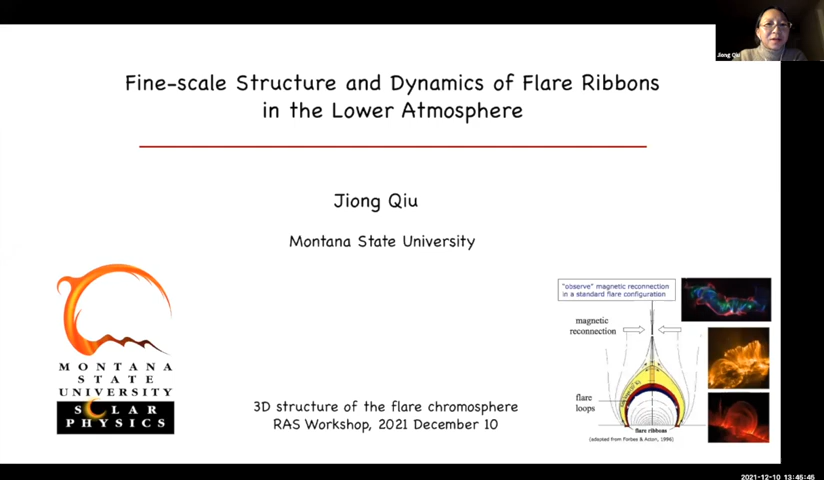 Fine-scale Structure and Dynamics of Flare Ribbons
in the Lower Atmosphere
Jiong Qiu
Montana State University
MONTANA
STATE
UNIVERSITY
SOLAR
PHYSICS
3D structure of the flare chromosphere
RAS Workshop, 2021 December 10
"observe" magnetic reconnection
in a standard flare configuration
magnetic
reconnection
flare
loops
flare ribbons
(adapted from Forbes & Acton, 1996)
Jiong Qiu
2021-12-10 13:45:45